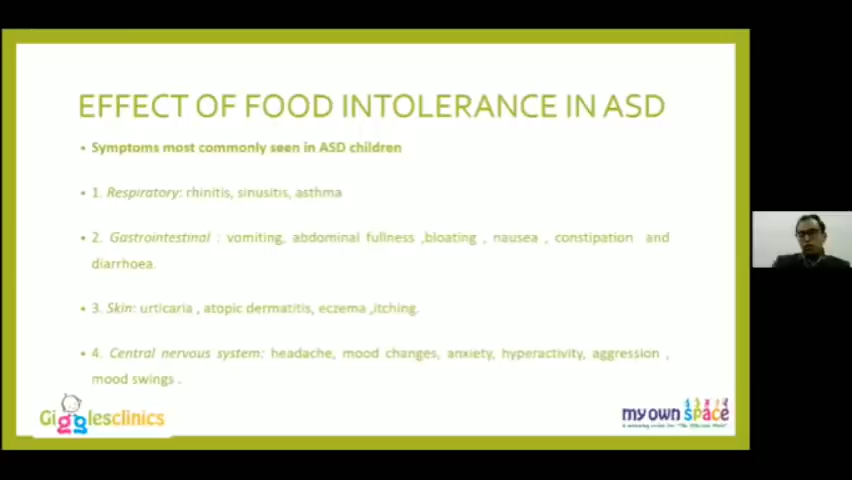 EFFECT OF FOOD INTOLERANCE IN ASD
• Symptoms most commonly seen in ASD children
• 1. Respiratory: rhinitis, sinusitis, asthma
• 2. Gastrointestinal : vomiting, abdominal fullness ,bloating , nausea , constipation and
diarrhoea.
• 3. Skin: urticaria , atopic dermatitis, eczema ,itching.
• 4. Central nervous system: headache, mood changes, anxiety, hyperactivity, aggression ,
mood swings .
Gigglesclinics
my own space